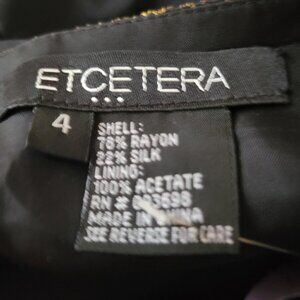 ETCETERA
...
4
SHELL:
78% RAYON
22% SILK
LINING:
100% ACETATE
RN #
MADE IN CHINA
SEE REVERSE FOR CARE